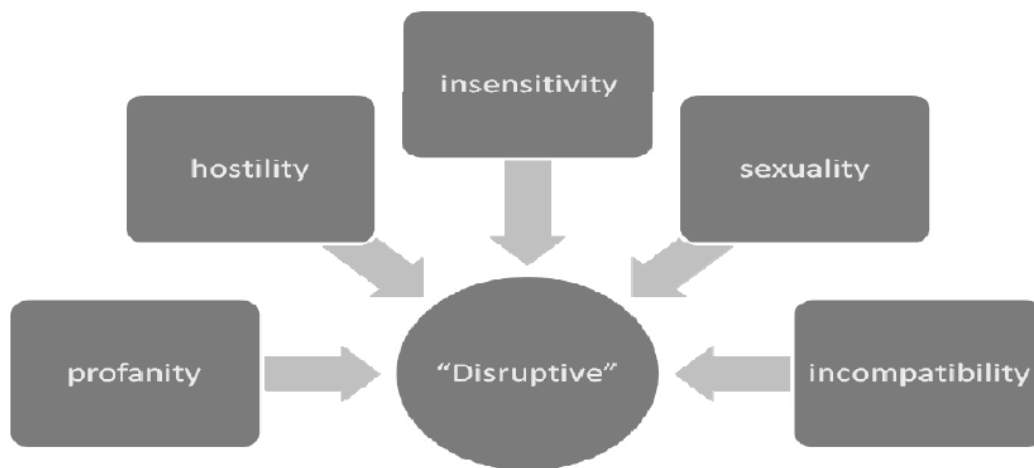 insensitivity
hostility
sexuality
profanity
“Disruptive”
incompatibility